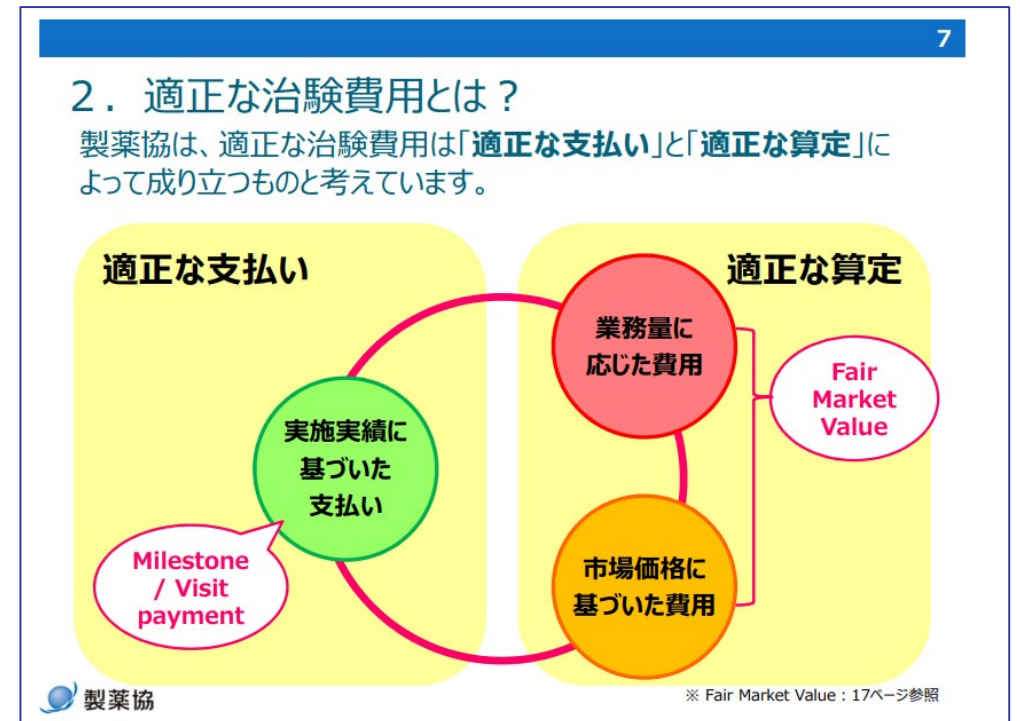 7
2．適正な治験費用とは？
製薬協は、適正な治験費用は「適正な支払い」と「適正な算定」に
よって成り立つものと考えています。
適正な支払い
実施実績に
基づいた
支払い
Milestone
/ Visit
payment
適正な算定
業務量に
応じた費用
市場価格に
基づいた費用
Fair
Market
Value
製薬協
※ Fair Market Value：17ページ参照